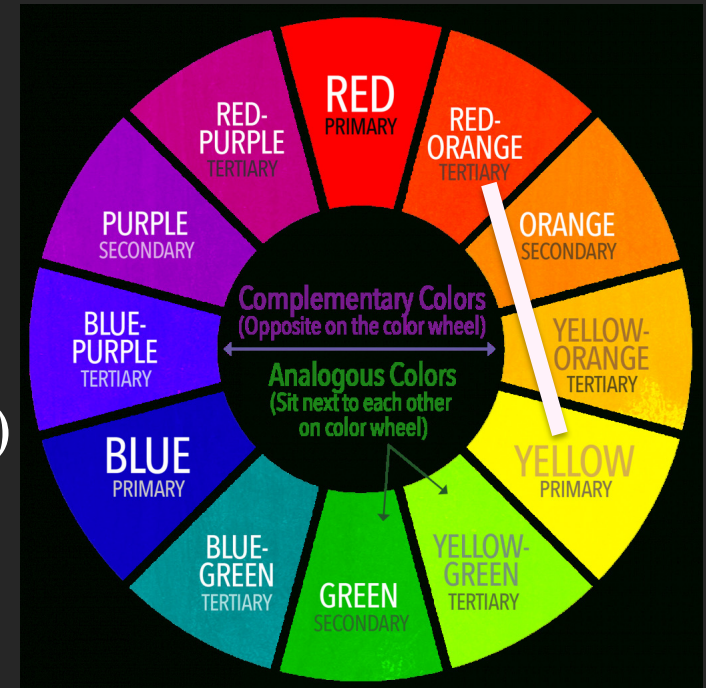 RED
PRIMARY
RED-
ORANGE
TERTIARY
ORANGE
SECONDARY
YELLOW-
ORANGE
TERTIARY
YELLOW
PRIMARY
YELLOW-
GREEN
TERTIARY
GREEN
SECONDARY
BLUE-
GREEN
TERTIARY
BLUE
PRIMARY
BLUE-
PURPLE
TERTIARY
PURPLE
SECONDARY
RED-
PURPLE
TERTIARY
Complementary Colors
(Opposite on the color wheel)
Analogous Colors
(Sit next to each other
on color wheel)
)